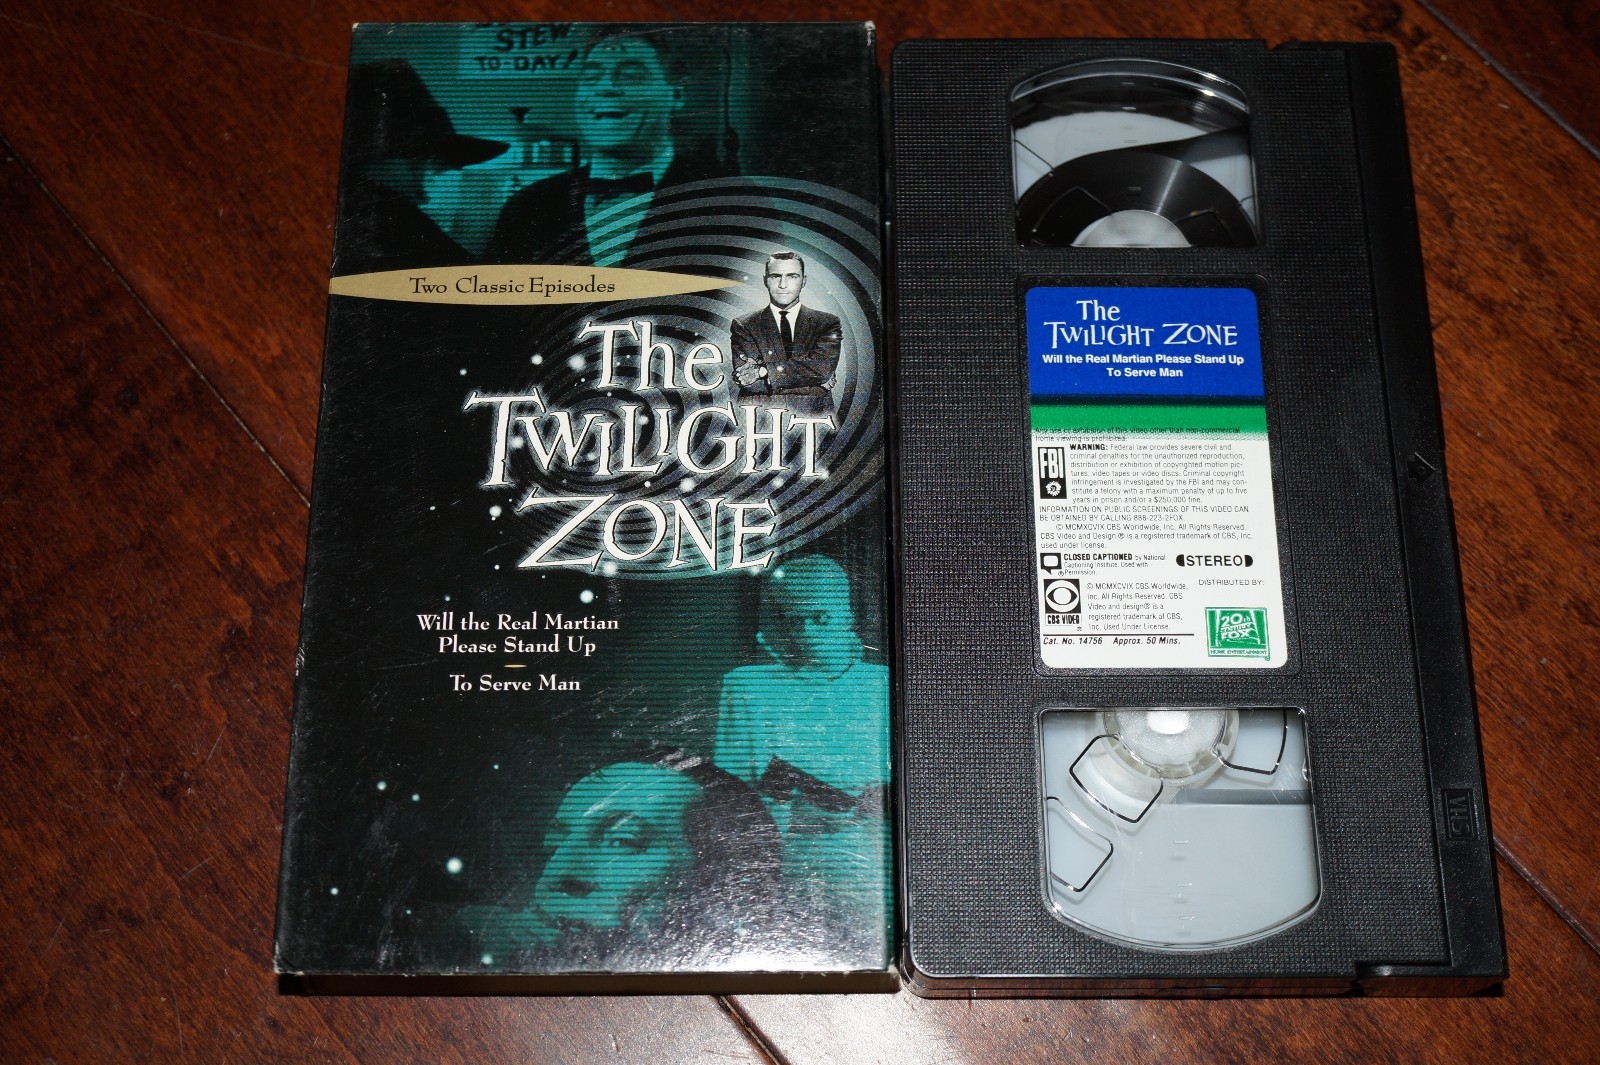 STEW
TO-DAY!
Two Classic Episodes
The
TWILIGHT
ZONE
Will the Real Martian
Please Stand Up
To Serve Man
The
TWILIGHT ZONE
Will the Real Martian Please Stand Up
To Serve Man
Any use or exhibition of this video other than non-commercial
home viewing is prohibited.
FBI
WARNING: Federal law provides severe civil and
criminal penalties for the unauthorized reproduction,
distribution or exhibition of copyrighted motion pic-
tures, video tapes or video discs. Criminal copyright
infringement is investigated by the FBI and may con-
stitute a felony with a maximum penalty of up to five
years in prison and/or a $250,000 fine.
INFORMATION ON PUBLIC SCREENINGS OF THIS VIDEO CAN
BE OBTAINED BY CALLING 888-223-2FOX.
© MCMXCVIX CBS Worldwide, Inc. All Rights Reserved.
CBS Video and Design ® is a registered trademark of CBS, Inc.
used under license.
CLOSED CAPTIONED by National
Captioning Institute. Used with
® Permission.
STEREO
CBS VIDEO
© MCMXCVIX CBS Worldwide,
Inc. All Rights Reserved. CBS
Video and design® is a
registered trademark of CBS,
Inc. Used Under License.
DISTRIBUTED BY:
20th
CENTURY
FOX
HOME ENTERTAINMENT
Cat. No. 14756 Approx. 50 Mins.
VHS